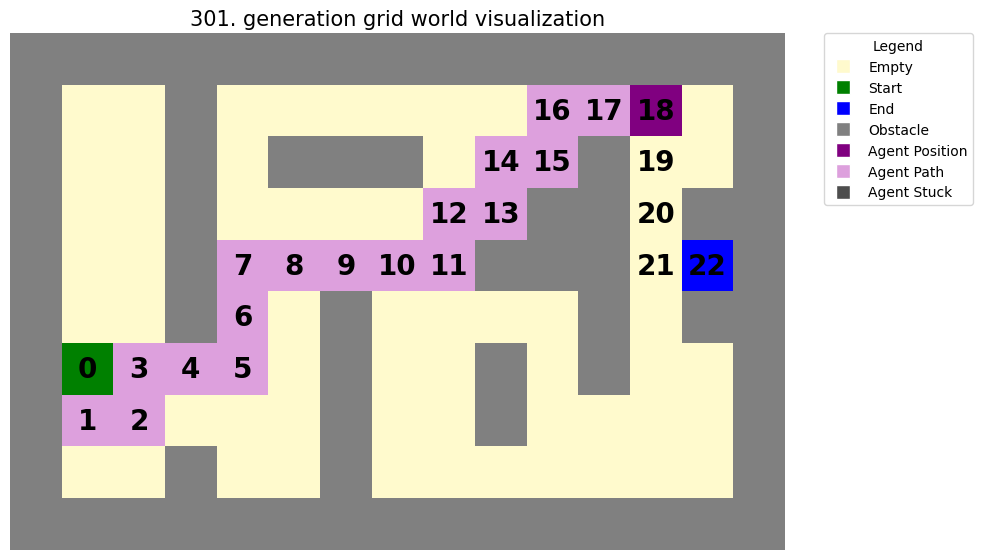 301. generation grid world visualization
Legend
Empty
Start
End
Obstacle
Agent Position
Agent Path
Agent Stuck
16 17 18
14 15 19
12 13 20
7 8 9 10 11 21 22
6
0 3 4 5
1 2